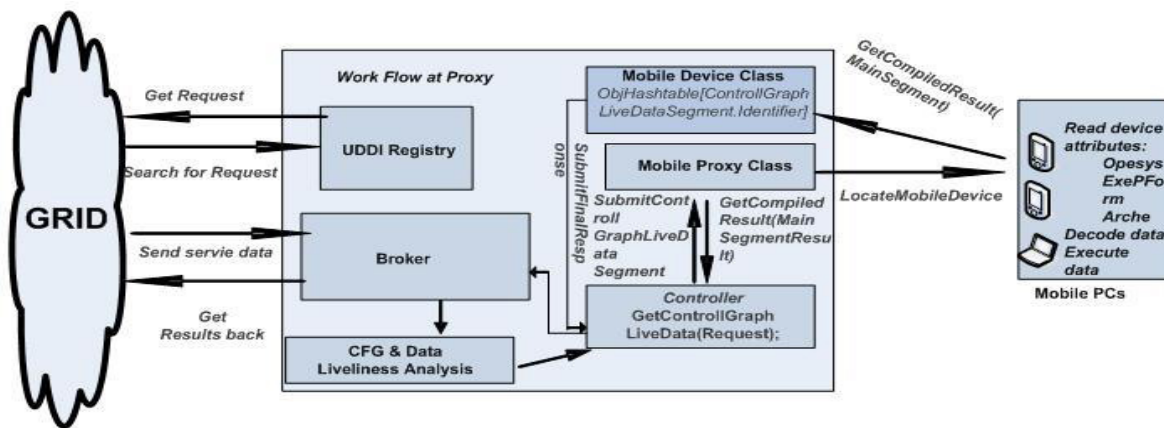 GRID
Get Request
Search for Request
Send servie data
Get
Results back
Work Flow at Proxy
UDDI Registry
Broker
CFG & Data
Liveliness Analysis
Mobile Device Class
ObjHashtable[ControllGraph
LiveDataSegment.Identifier]
Mobile Proxy Class
SubmitFinalResp
onse
SubmitCont
roll
GraphLiveD
ata
Segment
GetCompiled
Result(Main
SegmentResu
lt)
Controller
GetControllGraph
LiveData(Request);
GetCompiledResult(
MainSegment)
LocateMobileDevice
Read device
attributes:
Opesys
ExePFo
rm
Arche
Decode data
Execute
data
Mobile PCs